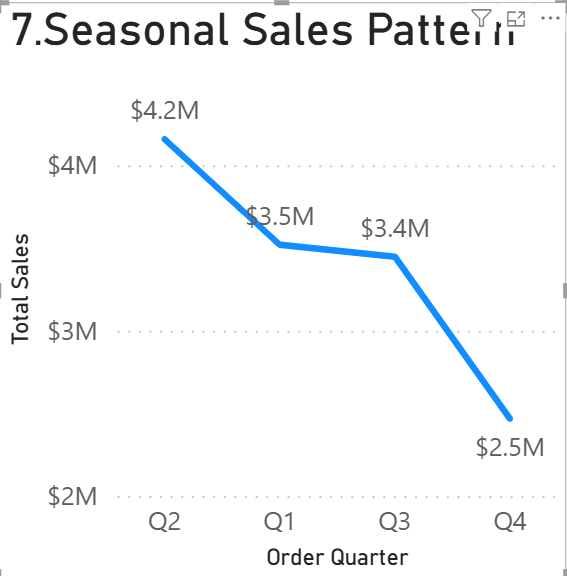 7.Seasonal Sales Pattern
$4.2M
$4M
$3.5M
$3.4M
$3M
$2.5M
$2M
Q2 Q1 Q3 Q4
Total Sales
Order Quarter